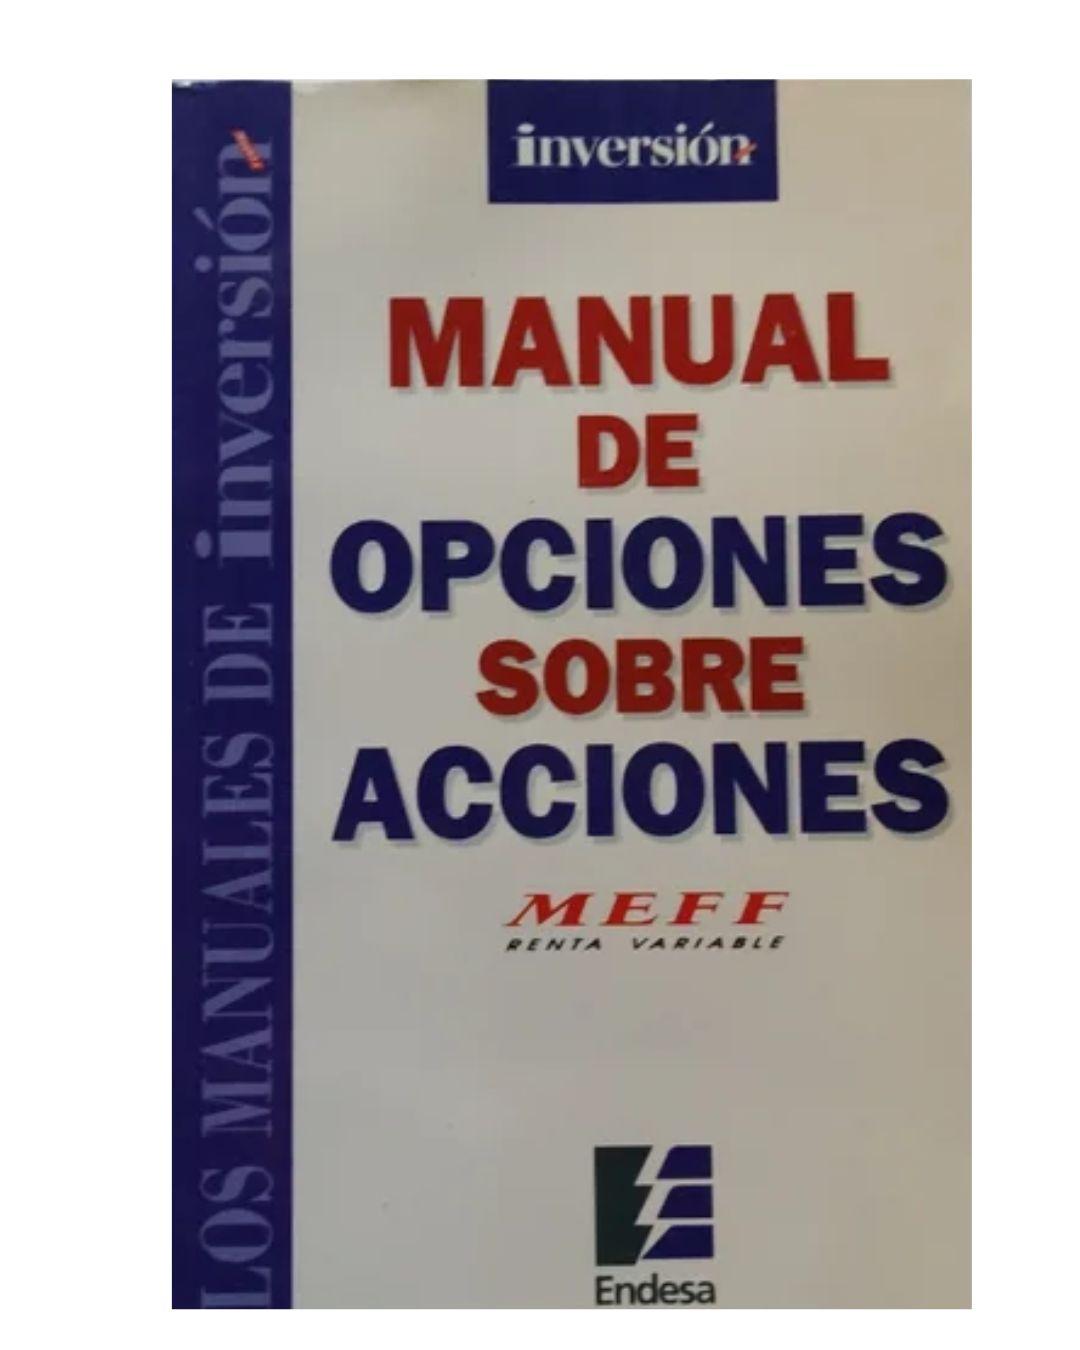 inversión
MANUAL
DE
OPCIONES
SOBRE
ACCIONES
MEFF
RENTA VARIABLE
Endesa
LOS MANUALES DE inversión